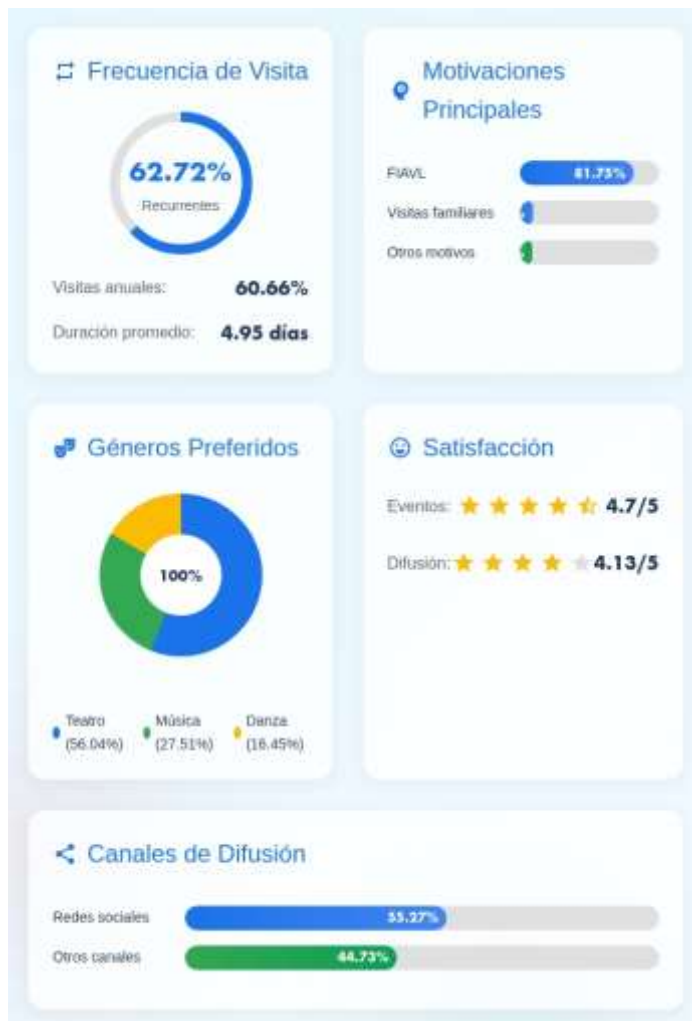 Frecuencia de Visita
62.72%
Recurrentes
Visitas anuales: 60.66%
Duración promedio: 4.95 días
Motivaciones
Principales
FIAVL 81.75%
Visitas familiares
Otros motivos
Géneros Preferidos
100%
Teatro
(56.04%)
Música
(27.51%)
Danza
(16.45%)
Satisfacción
Eventos: 4.7/5
Difusión: 4.13/5
Canales de Difusión
Redes sociales 55.27%
Otros canales 44.73%